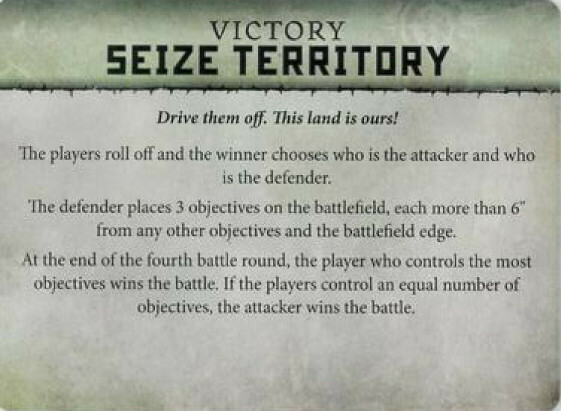 VICTORY
SEIZE TERRITORY
Drive them off. This land is ours!
The players roll off and the winner chooses who is the attacker and who
is the defender.
The defender places 3 objectives on the battlefield, each more than 6"
from any other objectives and the battlefield edge.
At the end of the fourth battle round, the player who controls the most
objectives wins the battle. If the players control an equal number of
objectives, the attacker wins the battle.